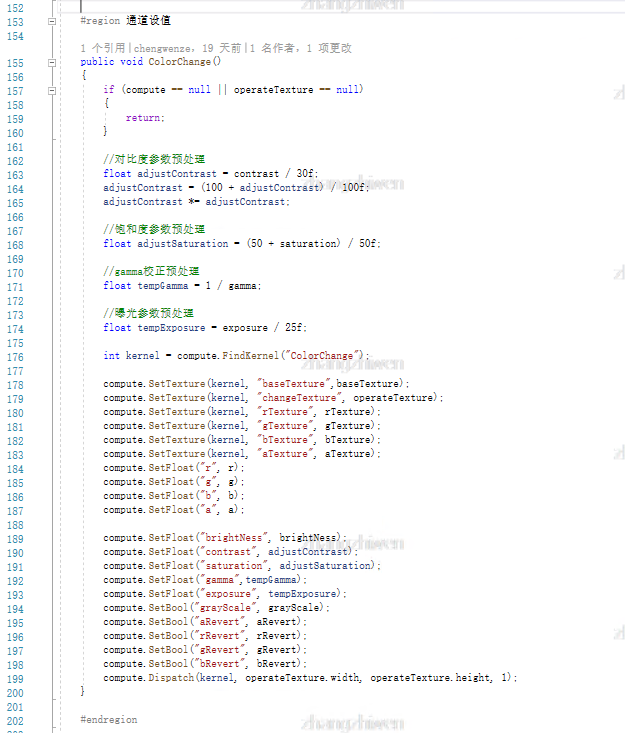 zhangzhiwen
152
153 #region 通道设值
154
1 个引用|chengwenze，19 天前|1 名作者，1 项更改
155 public void ColorChange()
156 {
157 if (compute == null || operateTexture == null)
158 {
159 return;
160 }
161
162 //对比度参数预处理
163 float adjustContrast = contrast / 30f;
164 adjustContrast = (100 + adjustContrast) / 100f;
165 adjustContrast *= adjustContrast;
166
167 //饱和度参数预处理
168 float adjustSaturation = (50 + saturation) / 50f;
169
170 //gamma校正预处理
171 float tempGamma = 1 / gamma;
172
173 //曝光参数预处理
174 float tempExposure = exposure / 25f;
175
176 int kernel = compute.FindKernel("ColorChange");
177
178 compute.SetTexture(kernel, "baseTexture",baseTexture);
179 compute.SetTexture(kernel, "changeTexture", operateTexture);
180 compute.SetTexture(kernel, "rTexture", rTexture);
181 compute.SetTexture(kernel, "gTexture", gTexture);
182 compute.SetTexture(kernel, "bTexture", bTexture);
183 compute.SetTexture(kernel, "aTexture", aTexture);
184 compute.SetFloat("r", r);
185 compute.SetFloat("g", g);
186 compute.SetFloat("b", b);
187 compute.SetFloat("a", a);
188
189 compute.SetFloat("brightNess", brightNess);
190 compute.SetFloat("contrast", adjustContrast);
191 compute.SetFloat("saturation", adjustSaturation);
192 compute.SetFloat("gamma",tempGamma);
193 compute.SetFloat("exposure", tempExposure);
194 compute.SetBool("grayScale", grayScale);
195 compute.SetBool("aRevert", aRevert);
196 compute.SetBool("rRevert", rRevert);
197 compute.SetBool("gRevert", gRevert);
198 compute.SetBool("bRevert", bRevert);
199 compute.Dispatch(kernel, operateTexture.width, operateTexture.height, 1);
200 }
201
202 #endregion
zhangzhiwen